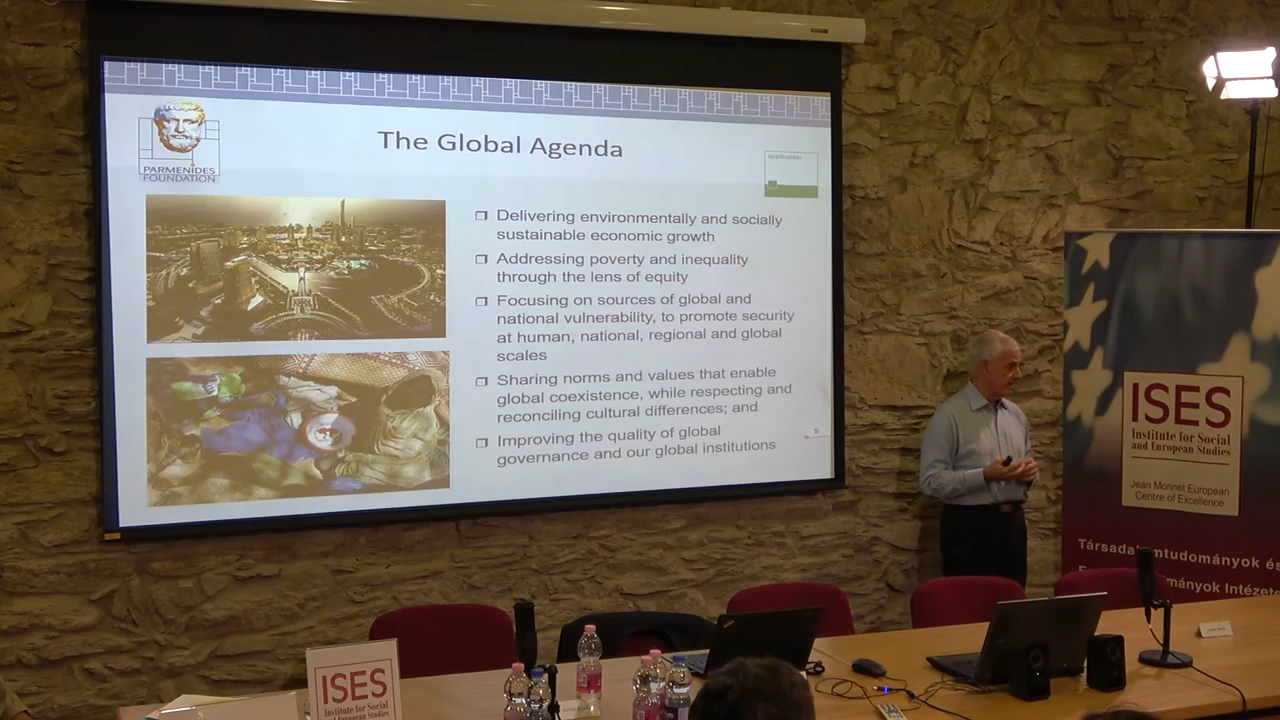 PARMENIDES
FOUNDATION
The Global Agenda
application
Delivering environmentally and socially
sustainable economic growth
Addressing poverty and inequality
through the lens of equity
Focusing on sources of global and
national vulnerability, to promote security
at human, national, regional and global
scales
Sharing norms and values that enable
global coexistence, while respecting and
reconciling cultural differences; and
Improving the quality of global
governance and our global institutions
ISES
Institute for Social
and European Studies
Jean Monnet European
Centre of Excellence
ISES
Institute for Social
and European Studies